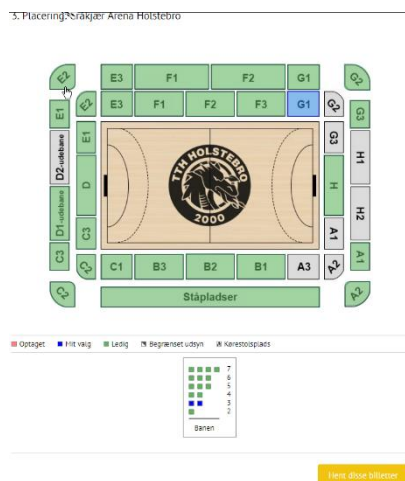 3. Placering: Gråkjær Arena Holstebro
E2 E3 F1 F2 G1 G2
E1 E2 E3 F1 F2 F3 G1 G2 G3
E1 G3
D2-udebane H1
TTH HOLSTEBRO
D H
D1-udebane H2
2000
C3 A1
C3 C2 C1 B3 B2 B1 A3 A2 A1
C2 Ståpladser A2
Optaget Mit valg Ledig Begrænset udsyn Kørestolsplads
7
6
5
4
3
2
Banen
Hent disse billetter